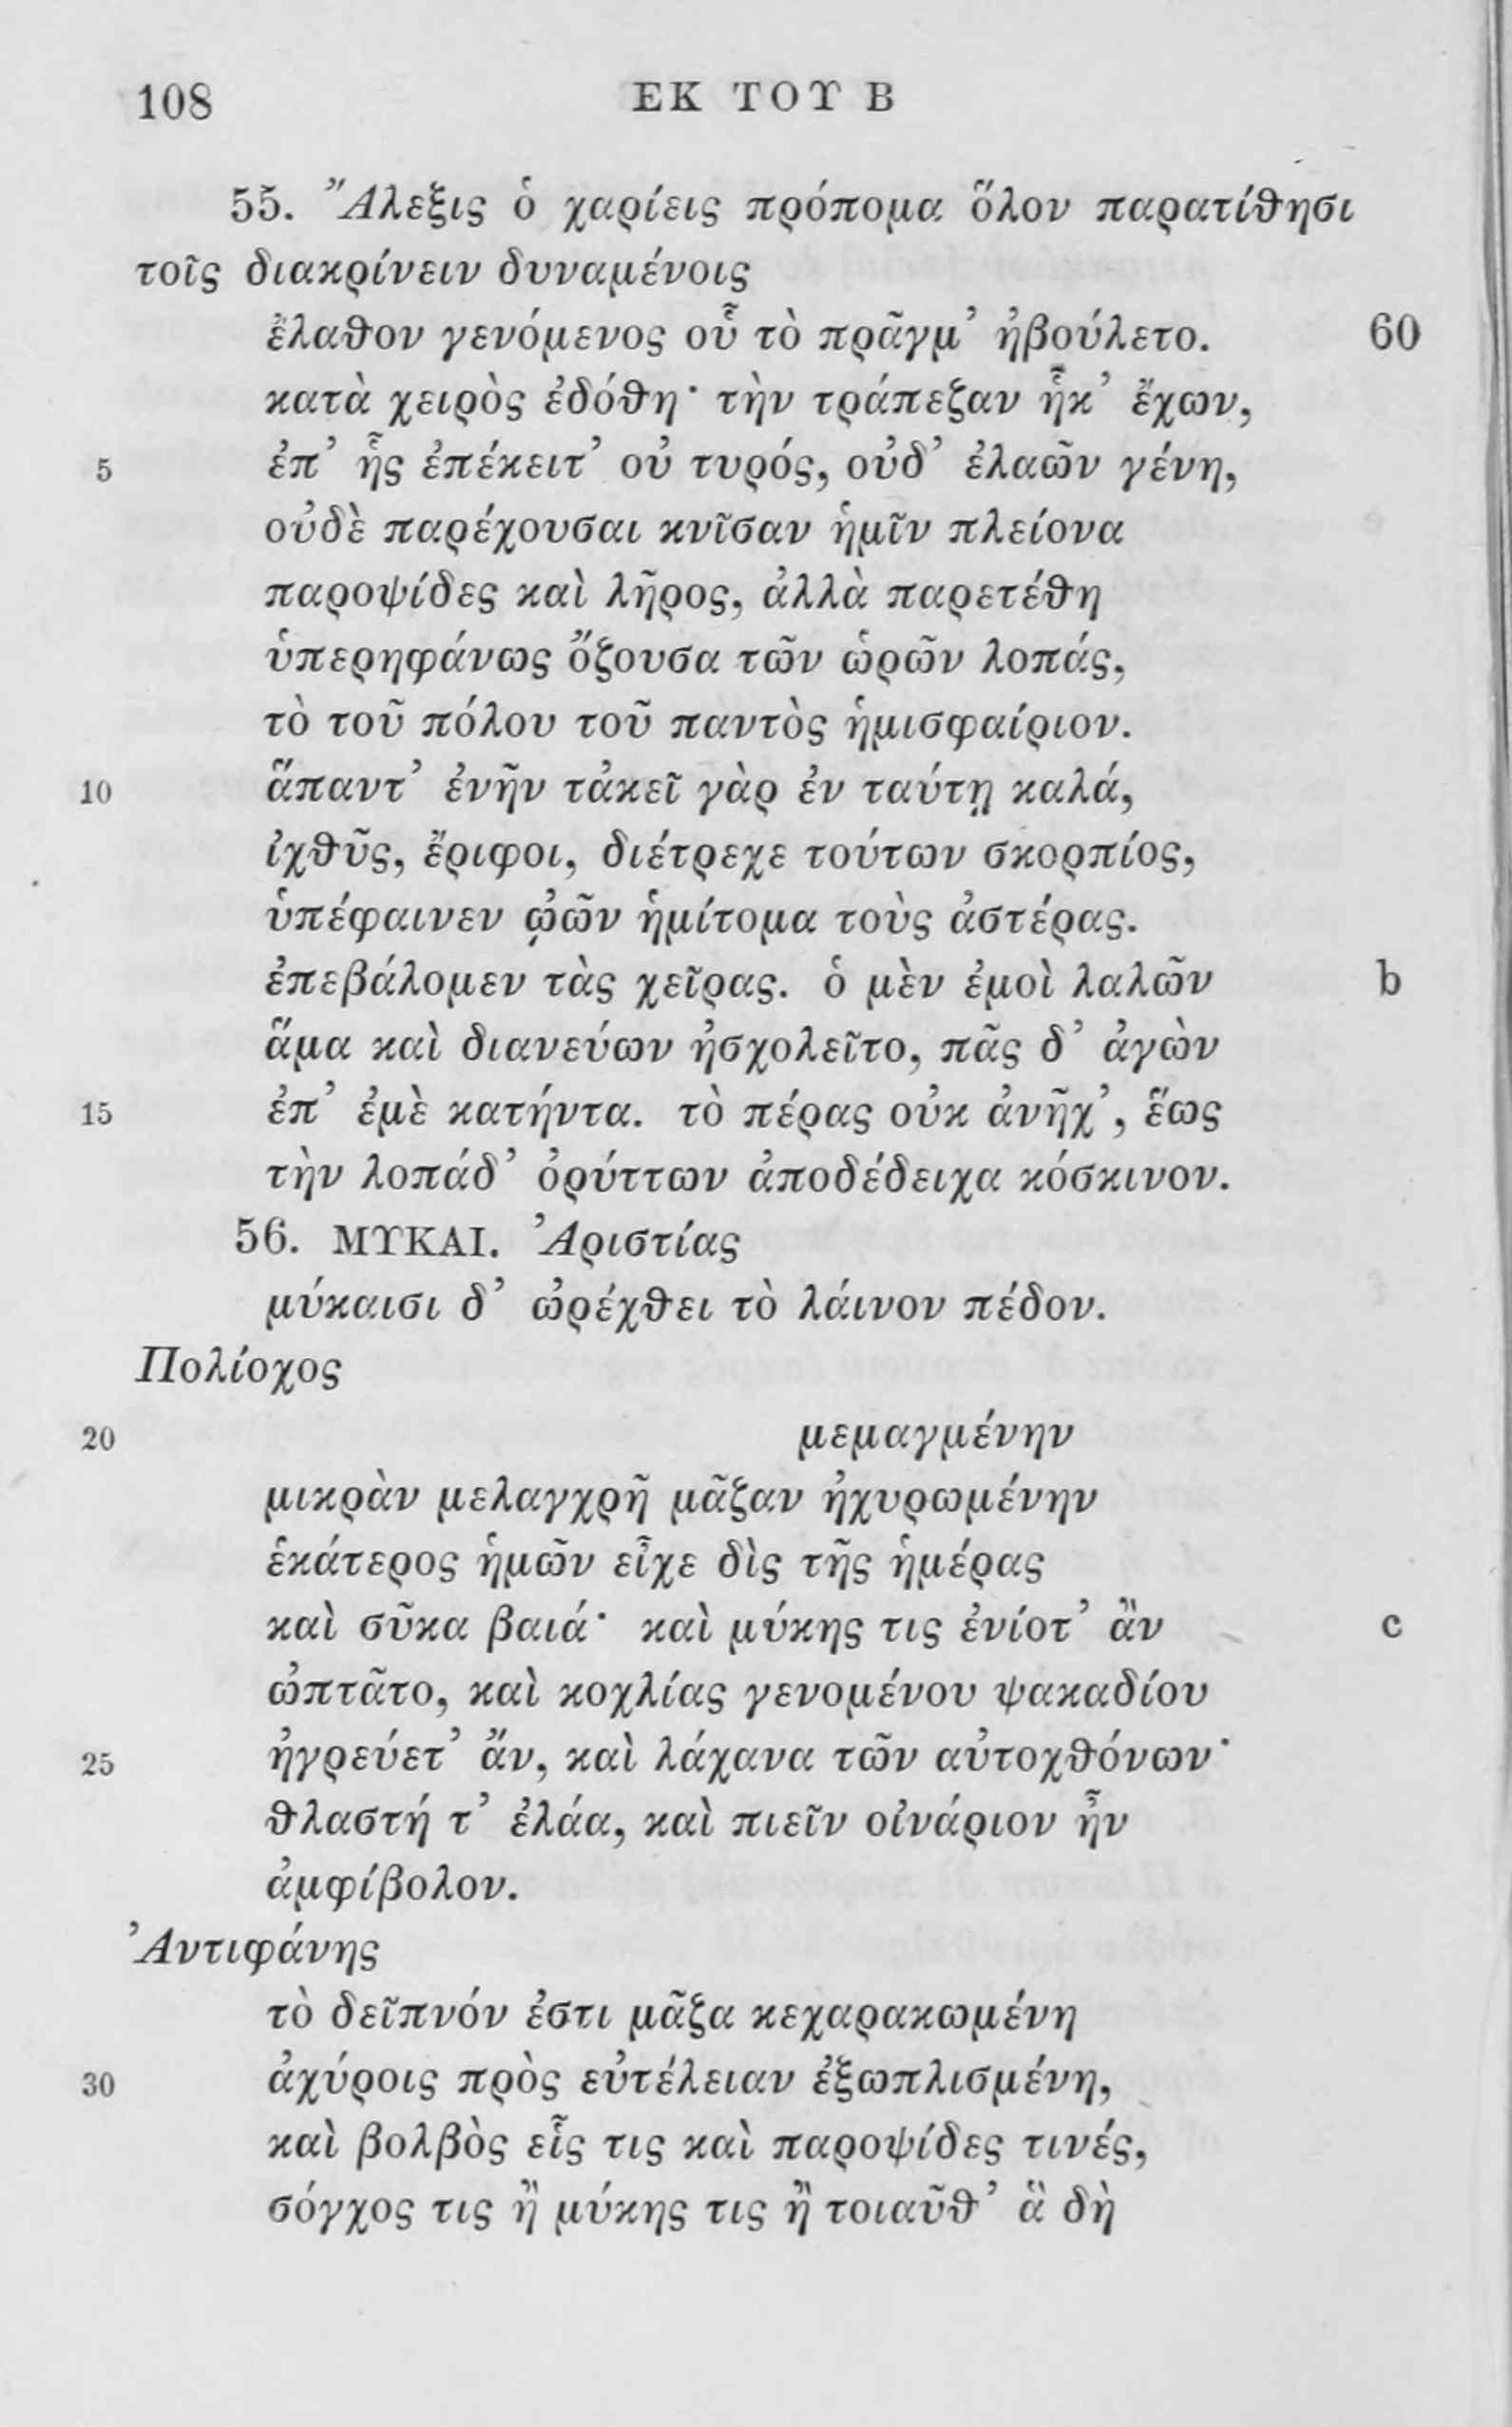 108 ΕΚ ΤΟΥ Β
55. Ἄλεξις ὁ χαρίεις πρόπομα ὅλον παρατίθησι
τοῖς διακρίνειν δυναμένοις
ἔλαθον γενόμενος οὗ τὸ πρᾶγμ’ ἠβούλετο. 60
κατὰ χειρὸς ἐδόθη· τὴν τράπεζαν ἧκ’ ἔχων,
5 ἐπ’ ἧς ἐπέκειτ’ οὐ τυρός, οὐδ’ ἐλαῶν γένη,
οὐδὲ παρέχουσαι κνῖσαν ἡμῖν πλείονα
παροψίδες καὶ λῆρος, ἀλλὰ παρετέθη
ὑπερηφάνως ὄζουσα τῶν ὡρῶν λοπάς,
τὸ τοῦ πόλου τοῦ παντὸς ἡμισφαίριον.
10 ἅπαντ’ ἐνῆν τἀκεῖ γὰρ ἐν ταύτῃ καλά,
ἰχθῦς, ἔριφοι, διέτρεχε τούτων σκορπίος,
ὑπέφαινεν ᾠῶν ἡμίτομα τοὺς ἀστέρας.
ἐπεβάλομεν τὰς χεῖρας. ὁ μὲν ἐμοὶ λαλῶν b
ἅμα καὶ διανεύων ἠσχολεῖτο, πᾶς δ’ ἀγὼν
15 ἐπ’ ἐμὲ κατήντα. τὸ πέρας οὐκ ἀνῆχ’, ἕως
τὴν λοπάδ’ ὀρύττων ἀποδέδειχα κόσκινον.
56. ΜΥΚΑΙ. Ἀριστίας
μύκαισι δ’ ὠρέχθει τὸ λάινον πέδον.
Πολίοχος
20 μεμαγμένην
μικρὰν μελαγχρῆ μᾶζαν ἠχυρωμένην
ἑκάτερος ἡμῶν εἶχε δὶς τῆς ἡμέρας
καὶ σῦκα βαιά· καὶ μύκης τις ἐνίοτ’ ἂν c
ὠπτᾶτο, καὶ κοχλίας γενομένου ψακαδίου
25 ἠγρεύετ’ ἄν, καὶ λάχανα τῶν αὐτοχθόνων·
θλαστή τ’ ἐλάα, καὶ πιεῖν οἰνάριον ἦν
ἀμφίβολον.
Ἀντιφάνης
τὸ δεῖπνόν ἐστι μᾶζα κεχαρακωμένη
30 ἀχύροις πρὸς εὐτέλειαν ἐξωπλισμένη,
καὶ βολβὸς εἷς τις καὶ παροψίδες τινές,
σόγχος τις ἢ μύκης τις ἢ τοιαῦθ’ ἃ δὴ